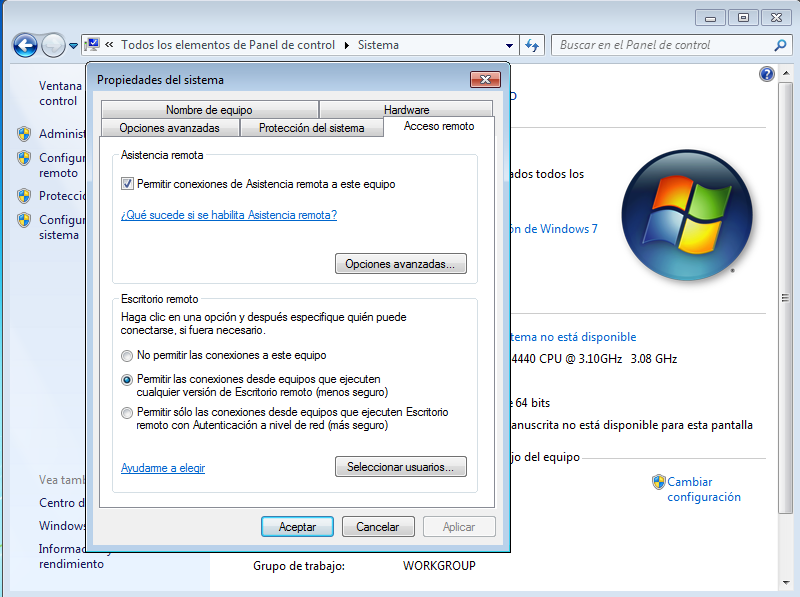 « Todos los elementos de Panel de control ▸ Sistema
Buscar en el Panel de control
Ventana
control
Propiedades del sistema
Nombre de equipo
Hardware
Opciones avanzadas
Protección del sistema
Acceso remoto
Asistencia remota
Permitir conexiones de Asistencia remota a este equipo
¿Qué sucede si se habilita Asistencia remota?
Opciones avanzadas...
Escritorio remoto
Haga clic en una opción y después especifique quién puede
conectarse, si fuera necesario.
No permitir las conexiones a este equipo
Permitir las conexiones desde equipos que ejecuten
cualquier versión de Escritorio remoto (menos seguro)
Permitir sólo las conexiones desde equipos que ejecuten Escritorio
remoto con Autenticación a nivel de red (más seguro)
Ayudarme a elegir
Seleccionar usuarios...
Aceptar
Cancelar
Aplicar
Administ
Configur
remoto
Protecci
Configur
sistema
Vea tamb
Centro d
Windows
rendimiento
ados todos los
ón de Windows 7
tema no está disponible
4440 CPU @ 3.10GHz 3.08 GHz
e 64 bits
anuscrita no está disponible para esta pantalla
jo del equipo
Cambiar
configuración
Grupo de trabajo:
WORKGROUP